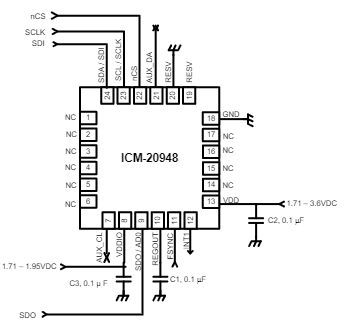 nCS
SCLK
SDI
SDA / SDI
SCL / SCLK
nCS
AUX_DA
RESV
RESV
24
23
22
21
20
19
NC
1
NC
2
NC
3
NC
4
NC
5
NC
6
ICM-20948
18
GND
17
NC
16
NC
15
NC
14
NC
13
VDD
1.71 – 3.6VDC
C2, 0.1 µF
7
8
9
10
11
12
AUX_CL
VDDIO
SDO / AD0
REGOUT
FSYNC
INT1
1.71 – 1.95VDC
C3, 0.1 µ F
C1, 0.1 µF
SDO